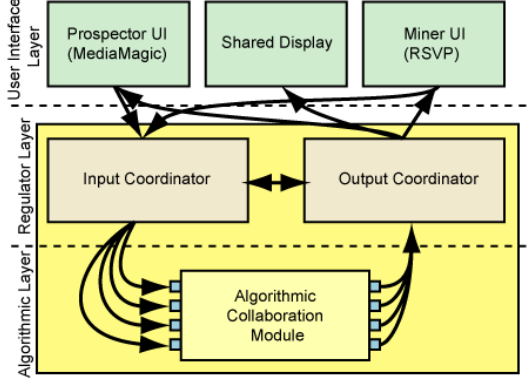 User Interface
Layer
Prospector UI
(MediaMagic)
Shared Display
Miner UI
(RSVP)
Regulator Layer
Input Coordinator
Output Coordinator
Algorithmic Layer
Algorithmic
Collaboration
Module